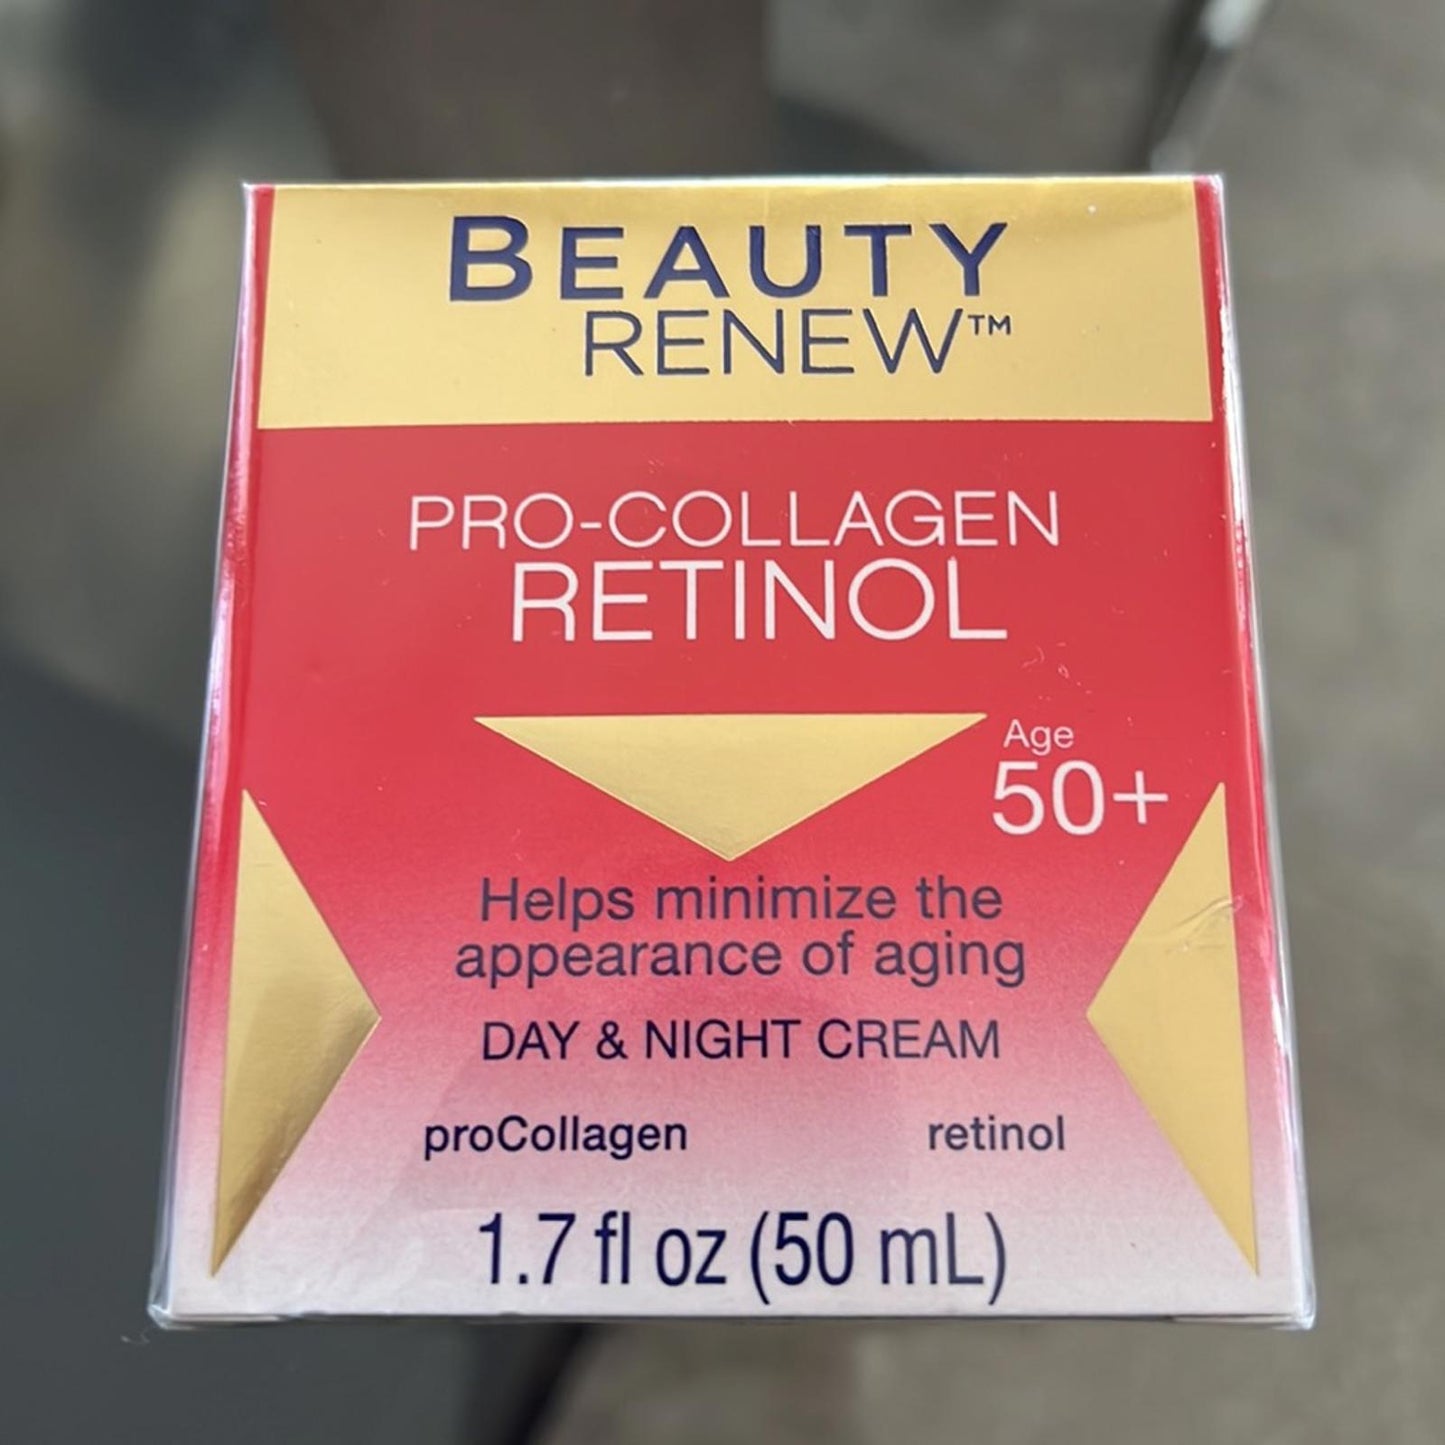 BEAUTY
RENEW™
PRO-COLLAGEN
RETINOL
Age
50+
Helps minimize the
appearance of aging
DAY & NIGHT CREAM
proCollagen retinol
1.7 fl oz (50 mL)